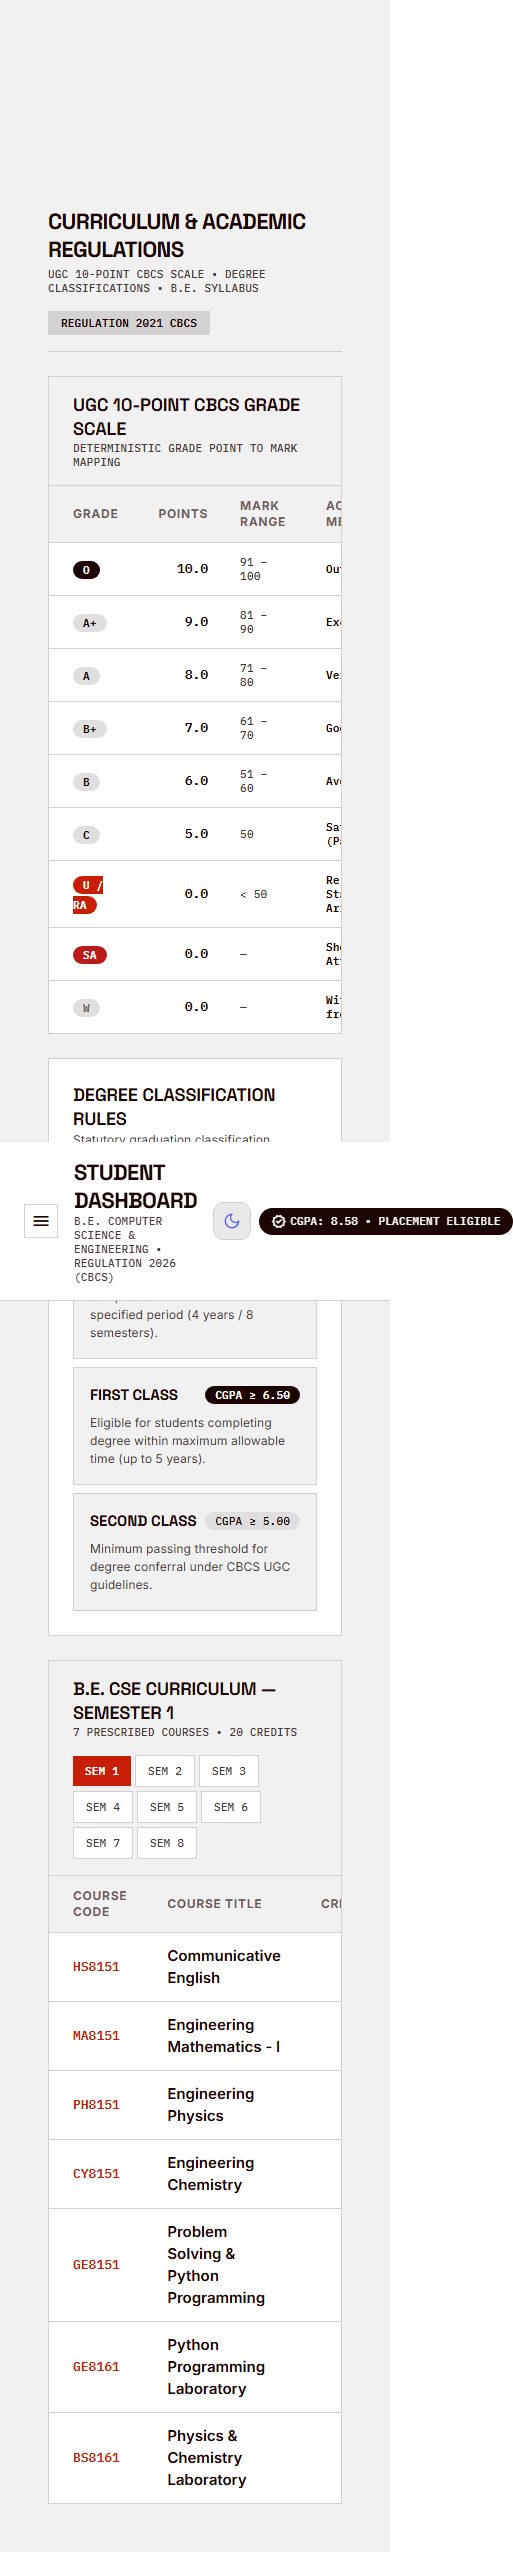 CURRICULUM & ACADEMIC
REGULATIONS
UGC 10-POINT CBCS SCALE • DEGREE
CLASSIFICATIONS • B.E. SYLLABUS
REGULATION 2021 CBCS
UGC 10-POINT CBCS GRADE
SCALE
DETERMINISTIC GRADE POINT TO MARK
MAPPING
GRADE POINTS MARK RANGE
O 10.0 91 – 100
A+ 9.0 81 – 90
A 8.0 71 – 80
B+ 7.0 61 – 70
B 6.0 51 – 60
C 5.0 50
U / RA 0.0 < 50
SA 0.0 —
W 0.0 —
DEGREE CLASSIFICATION
RULES
Statutory graduation classification
STUDENT
DASHBOARD
B.E. COMPUTER
SCIENCE &
ENGINEERING •
REGULATION 2026
(CBCS)
CGPA: 8.58 • PLACEMENT ELIGIBLE
specified period (4 years / 8
semesters).
FIRST CLASS CGPA ≥ 6.50
Eligible for students completing
degree within maximum allowable
time (up to 5 years).
SECOND CLASS CGPA ≥ 5.00
Minimum passing threshold for
degree conferral under CBCS UGC
guidelines.
B.E. CSE CURRICULUM —
SEMESTER 1
7 PRESCRIBED COURSES • 20 CREDITS
SEM 1 SEM 2 SEM 3
SEM 4 SEM 5 SEM 6
SEM 7 SEM 8
COURSE CODE COURSE TITLE
HS8151 Communicative English
MA8151 Engineering Mathematics - I
PH8151 Engineering Physics
CY8151 Engineering Chemistry
GE8151 Problem Solving & Python Programming
GE8161 Python Programming Laboratory
BS8161 Physics & Chemistry Laboratory